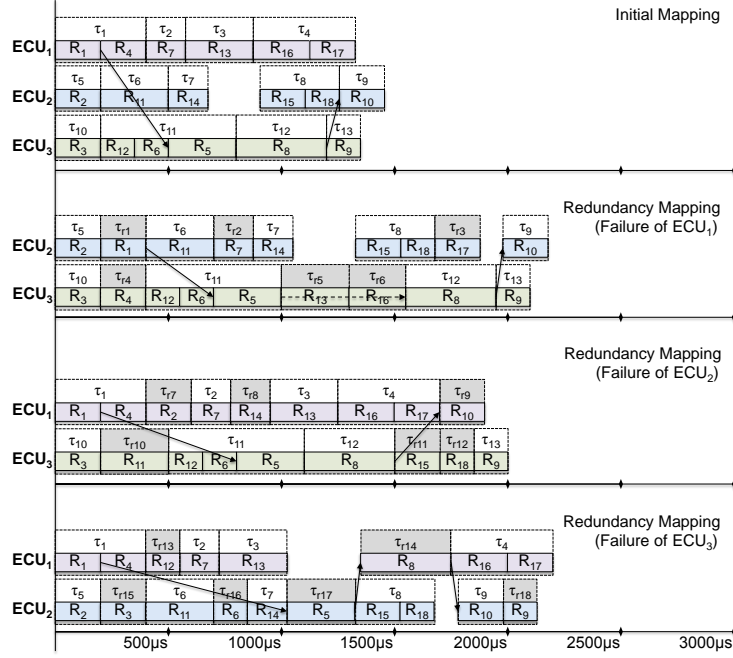 Initial Mapping
τ1 τ2 τ3 τ4
ECU1 R1 R4 R7 R13 R16 R17
τ5 τ6 τ7 τ8 τ9
ECU2 R2 R11 R14 R15 R18 R10
τ10 τ11 τ12 τ13
ECU3 R3 R12 R6 R5 R8 R9
Redundancy Mapping
(Failure of ECU1)
τ5 τr1 τ6 τr2 τ7 τ8 τr3 τ9
ECU2 R2 R1 R11 R7 R14 R15 R18 R17 R10
τ10 τr4 τ11 τr5 τr6 τ12 τ13
ECU3 R3 R4 R12 R6 R5 R13 R16 R8 R9
Redundancy Mapping
(Failure of ECU2)
τ1 τr7 τ2 τr8 τ3 τ4 τr9
ECU1 R1 R4 R2 R7 R14 R13 R16 R17 R10
τ10 τr10 τ11 τ12 τr11 τr12 τ13
ECU3 R3 R11 R12 R6 R5 R8 R15 R18 R9
Redundancy Mapping
(Failure of ECU3)
τ1 τr13 τ2 τ3 τr14 τ4
ECU1 R1 R4 R12 R7 R13 R8 R16 R17
τ5 τr15 τ6 τr16 τ7 τr17 τ8 τ9 τr18
ECU2 R2 R3 R11 R6 R14 R5 R15 R18 R10 R9
500µs 1000µs 1500µs 2000µs 2500µs 3000µs